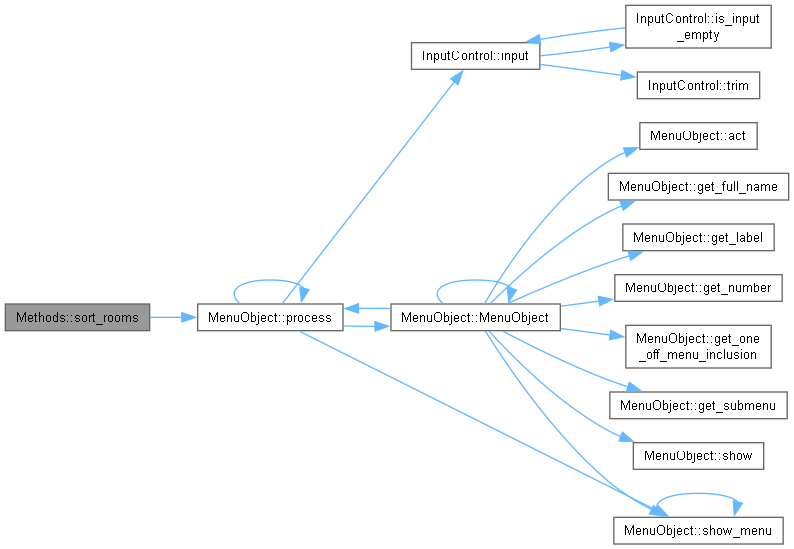 InputControl::is_input
_empty
InputControl::input
InputControl::trim
MenuObject::act
MenuObject::get_full_name
MenuObject::get_label
MenuObject::get_number
Methods::sort_rooms
MenuObject::process
MenuObject::MenuObject
MenuObject::get_one
_off_menu_inclusion
MenuObject::get_submenu
MenuObject::show
MenuObject::show_menu